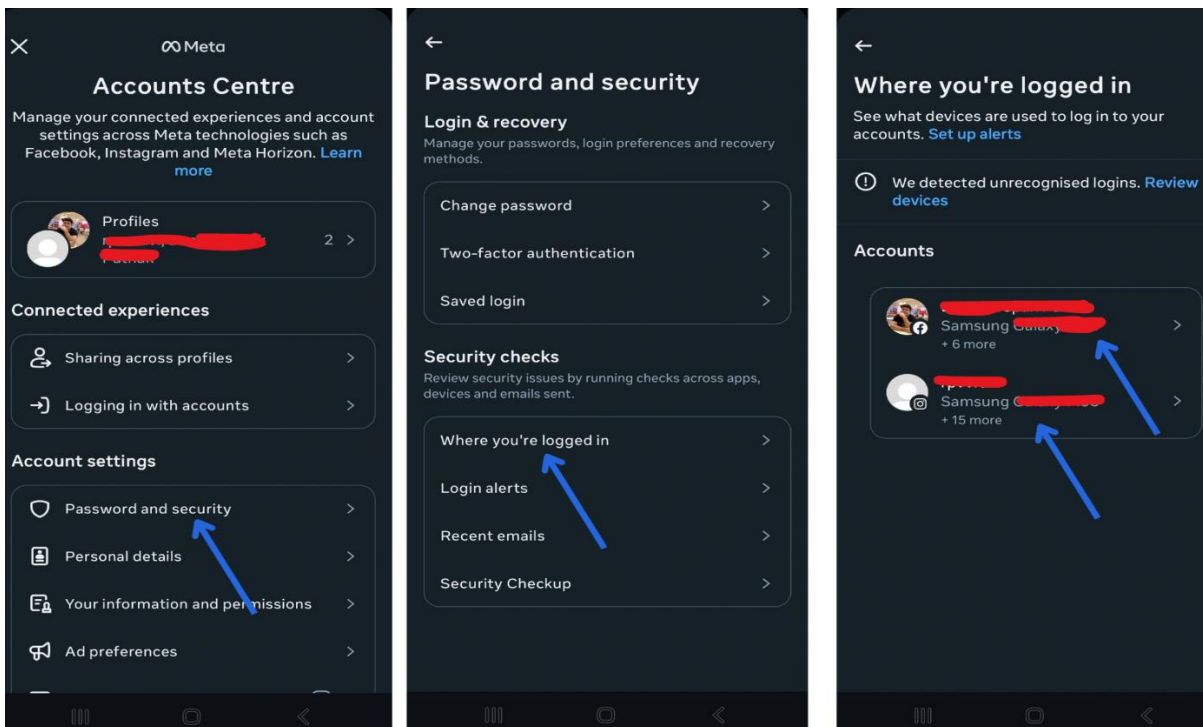 Meta
Accounts Centre
Manage your connected experiences and account
settings across Meta technologies such as
Facebook, Instagram and Meta Horizon. Learn
more
Profiles
2
Connected experiences
Sharing across profiles
Logging in with accounts
Account settings
Password and security
Personal details
Your information and permissions
Ad preferences
Password and security
Login & recovery
Manage your passwords, login preferences and recovery
methods.
Change password
Two-factor authentication
Saved login
Security checks
Review security issues by running checks across apps,
devices and emails sent.
Where you're logged in
Login alerts
Recent emails
Security Checkup
Where you're logged in
See what devices are used to log in to your
accounts. Set up alerts
We detected unrecognised logins. Review
devices
Accounts
Samsung
+ 6 more
Samsung
+ 15 more